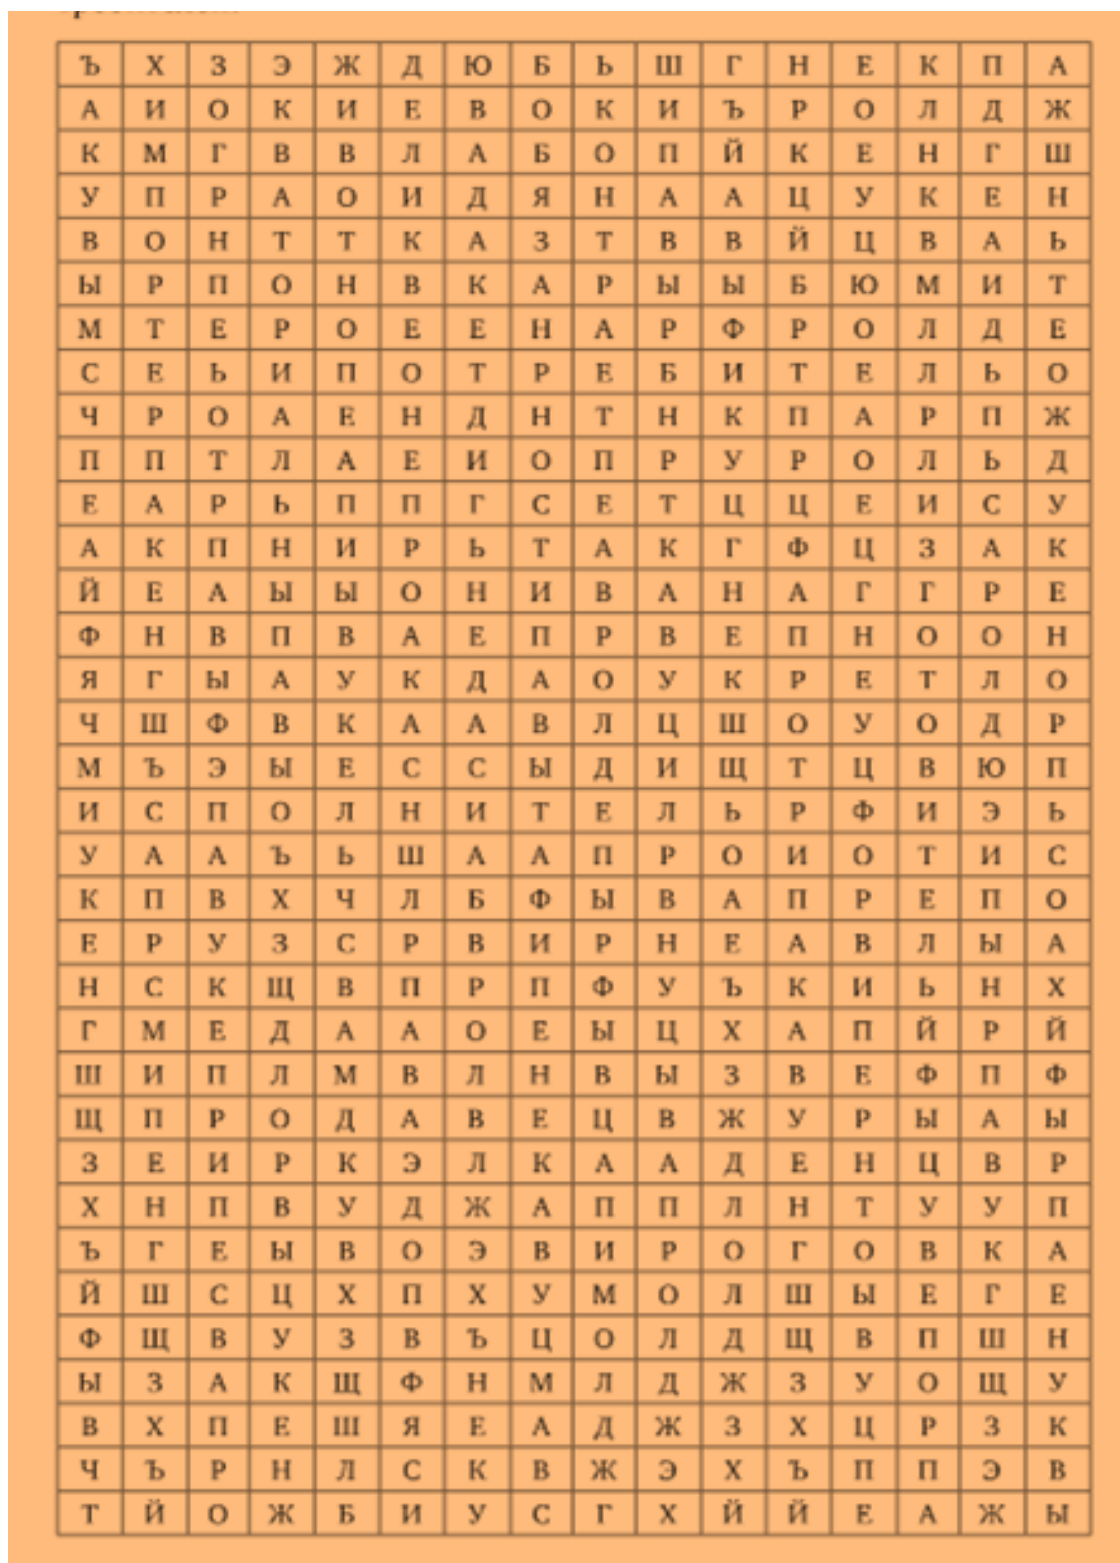 Ъ Х З Э Ж Д Ю Б Ь Ш Г Н Е К П А
А И О К И Е В О К И Ъ Р О Л Д Ж
К М Г В В Л А Б О П Й К Е Н Г Ш
У П Р А О И Д Я Н А А Ц У К Е Н
В О Н Т Т К А З Т В В Й Ц В А Ь
Ы Р П О Н В К А Р Ы Ы Б Ю М И Т
М Т Е Р О Е Е Н А Р Ф Р О Л Д Е
С Е Ь И П О Т Р Е Б И Т Е Л Ь О
Ч Р О А Е Н Д Н Т Н К П А Р П Ж
П П Т Л А Е И О П Р У Р О Л Ь Д
Е А Р Ь П П Г С Е Т Ц Ц Е И С У
А К П Н И Р Ь Т А К Г Ф Ц З А К
Й Е А Ы Ы О Н И В А Н А Г Г Р Е
Ф Н В П В А Е П Р В Е П Н О О Н
Я Г Ы А У К Д А О У К Р Е Т Л О
Ч Ш Ф В К А А В Л Ц Ш О У О Д Р
М Ъ Э Ы Е С С Ы Д И Щ Т Ц В Ю П
И С П О Л Н И Т Е Л Ь Р Ф И Э Ь
У А А Ъ Ь Ш А А П Р О И О Т И С
К П В Х Ч Л Б Ф Ы В А П Р Е П О
Е Р У З С Р В И Р Н Е А В Л Ы А
Н С К Щ В П Р П Ф У Ъ К И Ь Н Х
Г М Е Д А А О Е Ы Ц Х А П Й Р Й
Ш И П Л М В Л Н В Ы З В Е Ф П Ф
Щ П Р О Д А В Е Ц В Ж У Р Ы А Ы
З Е И Р К Э Л К А А Д Е Н Ц В Р
Х Н П В У Д Ж А П П Л Н Т У У П
Ъ Г Е Ы В О Э В И Р О Г О В К А
Й Ш С Ц Х П Х У М О Л Ш Ы Е Г Е
Ф Щ В У З В Ъ Ц О Л Д Щ В П Ш Н
Ы З А К Щ Ф Н М Л Д Ж З У О Щ У
В Х П Е Ш Я Е А Д Ж З Х Ц Р З К
Ч Ъ Р Н Л С К В Ж Э Х Ъ П П Э В
Т Й О Ж Б И У С Г Х Й Й Е А Ж Ы